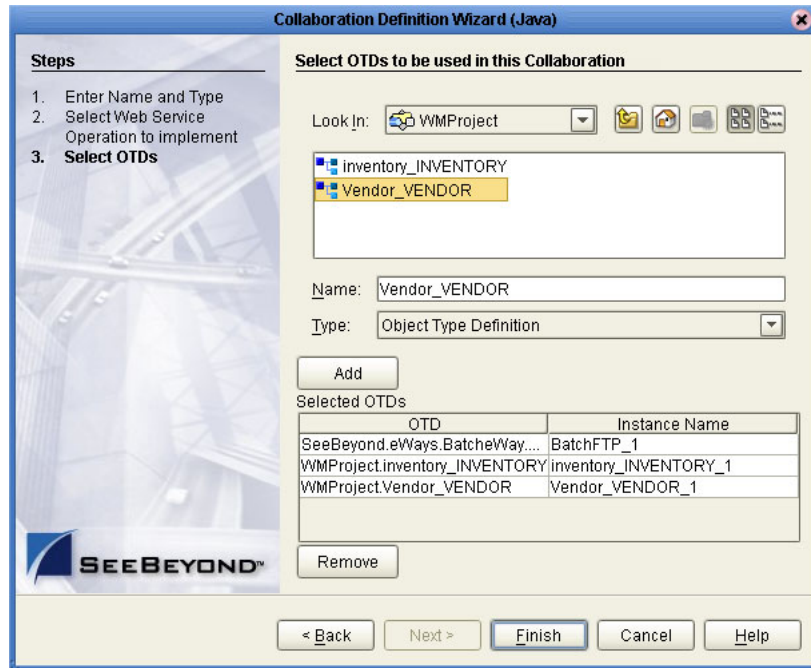 Collaboration Definition Wizard (Java)
Steps
1. Enter Name and Type
2. Select Web Service
Operation to implement
3. Select OTDs
SEEBEYOND™
Select OTDs to be used in this Collaboration
Look In: WMProject
inventory_INVENTORY
Vendor_VENDOR
Name: Vendor_VENDOR
Type: Object Type Definition
Add
Selected OTDs
OTD Instance Name
SeeBeyond.eWays.BatcheWay.... BatchFTP_1
WMProject.inventory_INVENTORY inventory_INVENTORY_1
WMProject.Vendor_VENDOR Vendor_VENDOR_1
Remove
< Back Next > Finish Cancel Help